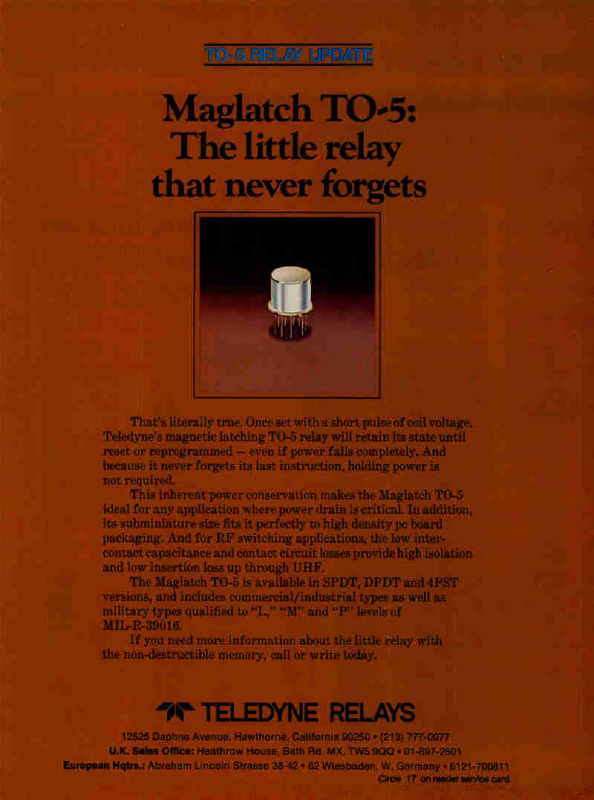 TO-5 RELAY UPDATE
Maglatch TO-5:
The little relay
that never forgets
That's literally true. Once set with a short pulse of coil voltage,
Teledyne's magnetic latching TO-5 relay will retain its state until
reset or reprogrammed – even if power fails completely. And
because it never forgets its last instruction, holding power is
not required.
This inherent power conservation makes the Maglatch TO-5
ideal for any application where power drain is critical. In addition,
its subminiature size fits it perfectly to high density pc board
packaging. And for RF switching applications, the low inter-
contact capacitance and contact circuit losses provide high isolation
and low insertion loss up through UHF.
The Maglatch TO-5 is available in SPDT, DPDT and 4PST
versions, and includes commercial/industrial types as well as
military types qualified to "L," "M" and "P" levels of
MIL-R-39016.
If you need more information about the little relay with
the non-destructible memory, call or write today.
TELEDYNE RELAYS
12525 Daphne Avenue, Hawthorne, California 90250 • (213) 777-0077
U.K. Sales Office: Heathrow House, Bath Rd. MX, TW5 9QQ • 01-897-2501
European Hqtrs.: Abraham Lincoln Strasse 38-42 • 62 Wiesbaden, W. Germany • 6121-700811
Circle 17 on reader service card